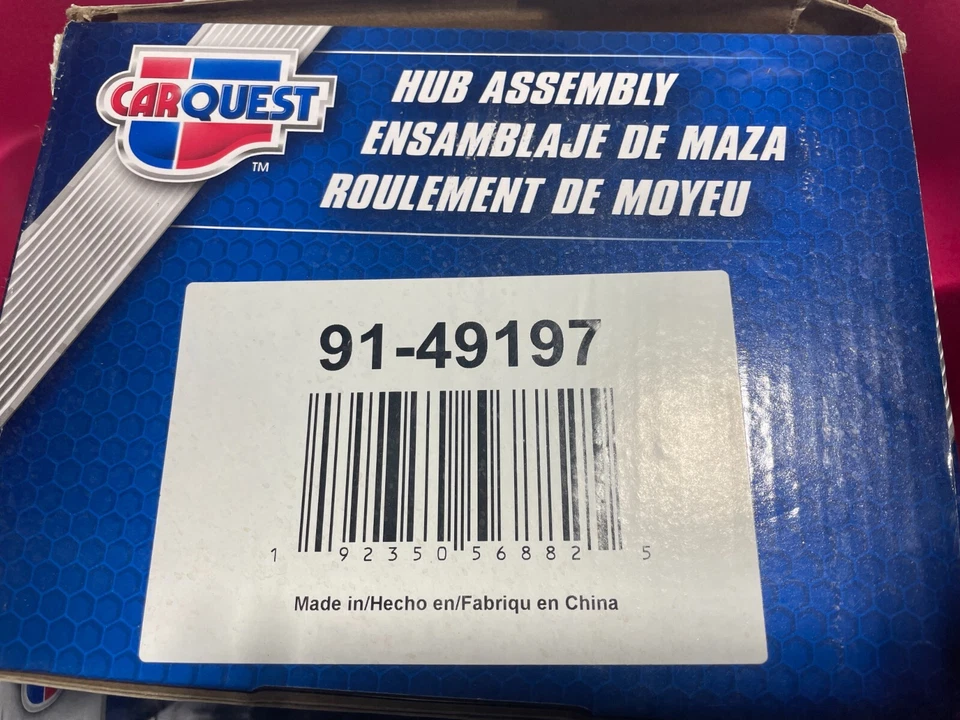 CARQUEST
TM
HUB ASSEMBLY
ENSAMBLAJE DE MAZA
ROULEMENT DE MOYEU
91-49197
1 92350 56882 5
Made in/Hecho en/Fabriqu en China